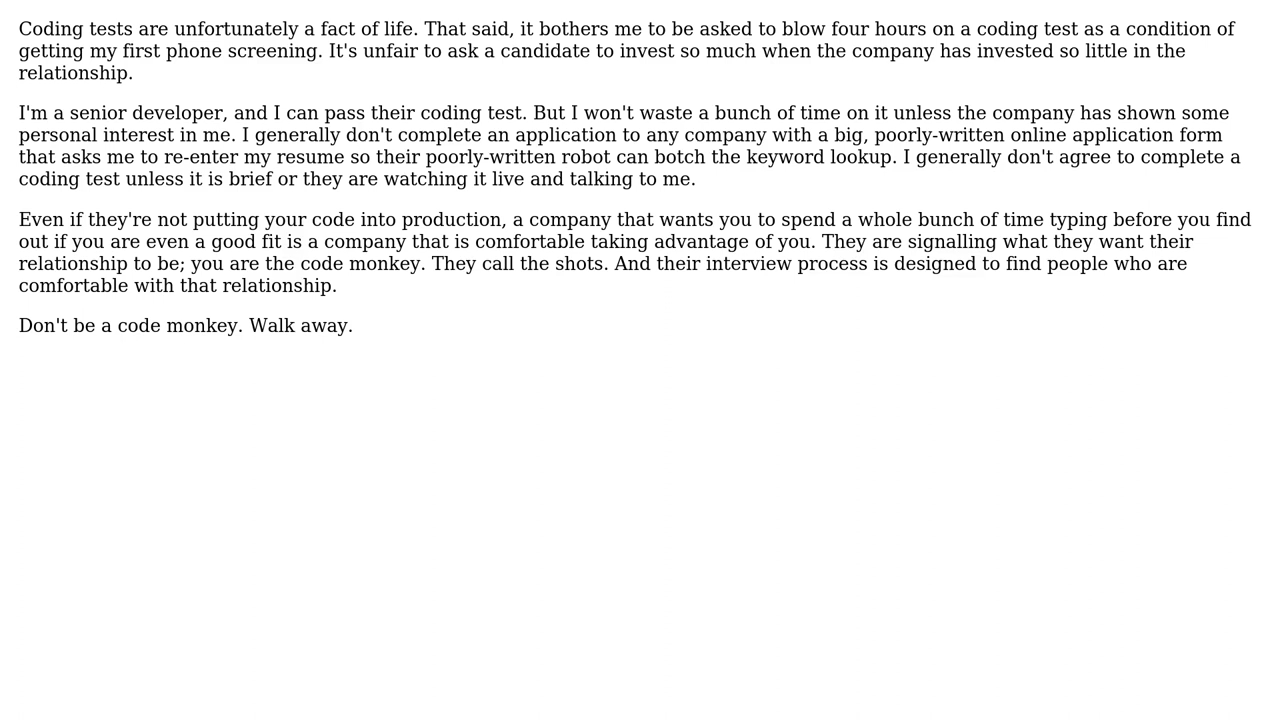 Coding tests are unfortunately a fact of life. That said, it bothers me to be asked to blow four hours on a coding test as a condition of
getting my first phone screening. It's unfair to ask a candidate to invest so much when the company has invested so little in the
relationship.
I'm a senior developer, and I can pass their coding test. But I won't waste a bunch of time on it unless the company has shown some
personal interest in me. I generally don't complete an application to any company with a big, poorly-written online application form
that asks me to re-enter my resume so their poorly-written robot can botch the keyword lookup. I generally don't agree to complete a
coding test unless it is brief or they are watching it live and talking to me.
Even if they're not putting your code into production, a company that wants you to spend a whole bunch of time typing before you find
out if you are even a good fit is a company that is comfortable taking advantage of you. They are signalling what they want their
relationship to be; you are the code monkey. They call the shots. And their interview process is designed to find people who are
comfortable with that relationship.
Don't be a code monkey. Walk away.